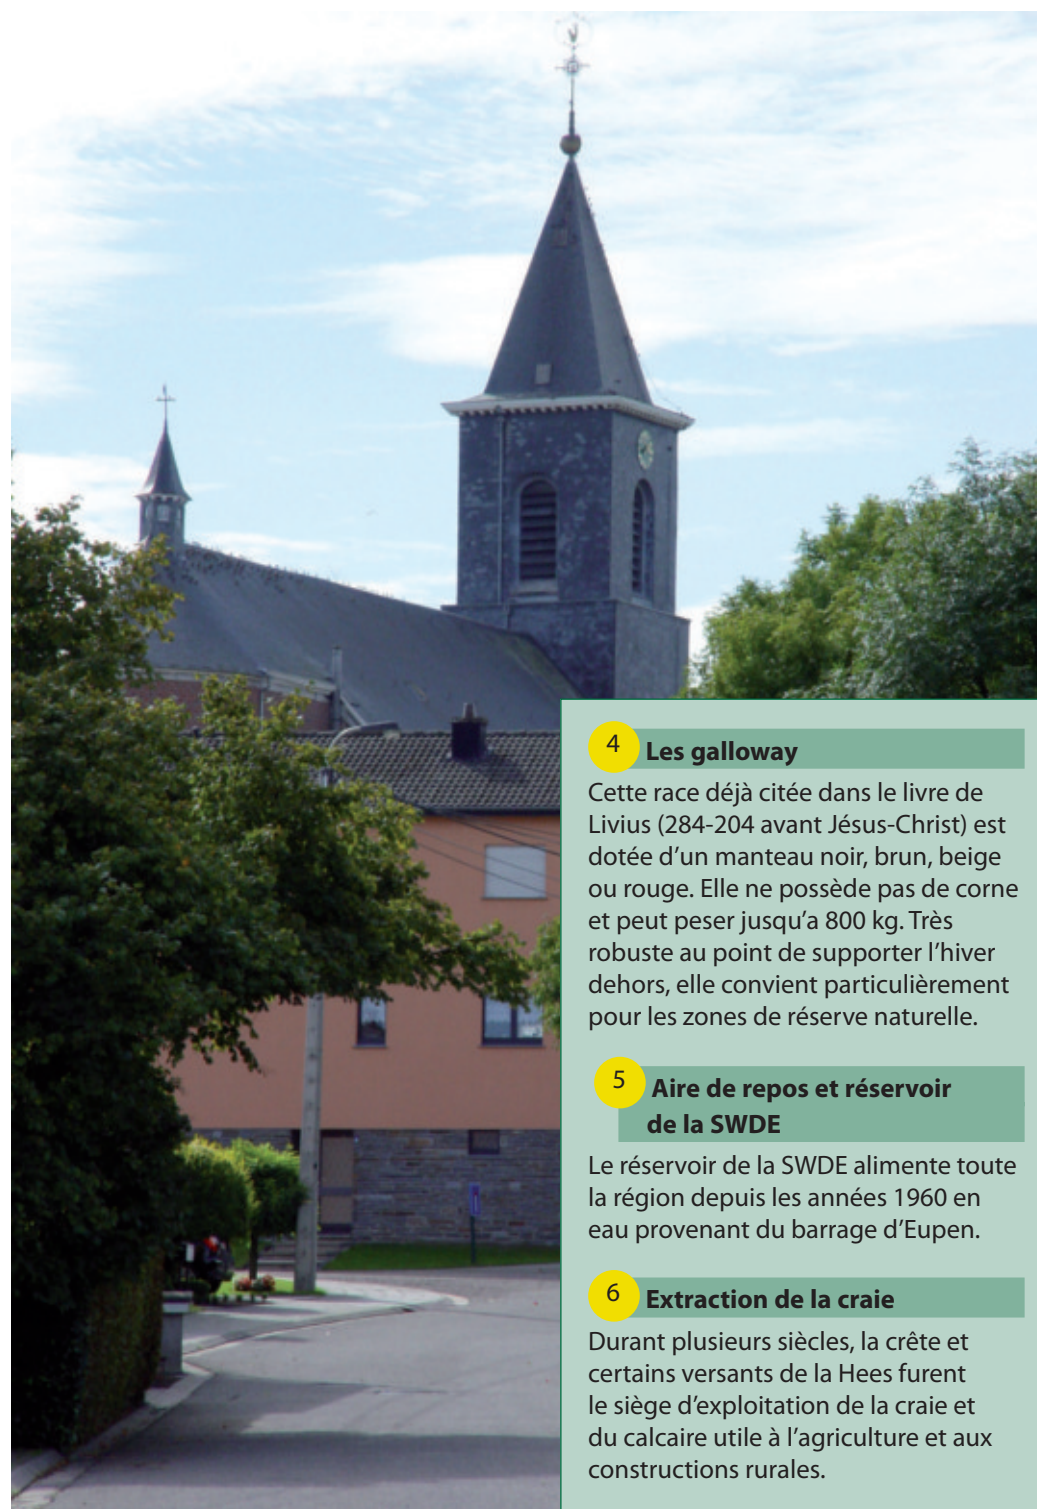 4
Les galloway
Cette race déjà citée dans le livre de
Livius (284-204 avant Jésus-Christ) est
dotée d’un manteau noir, brun, beige
ou rouge. Elle ne possède pas de corne
et peut peser jusqu’a 800 kg. Très
robuste au point de supporter l’hiver
dehors, elle convient particulièrement
pour les zones de réserve naturelle.
5
Aire de repos et réservoir
de la SWDE
Le réservoir de la SWDE alimente toute
la région depuis les années 1960 en
eau provenant du barrage d’Eupen.
6
Extraction de la craie
Durant plusieurs siècles, la crête et
certains versants de la Hees furent
le siège d’exploitation de la craie et
du calcaire utile à l’agriculture et aux
constructions rurales.